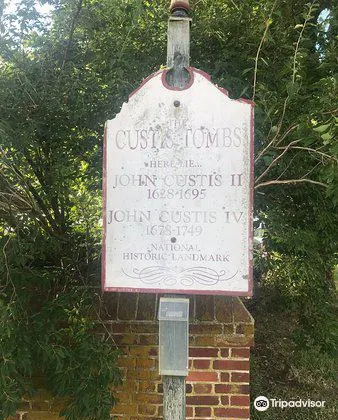 THE
CUSTIS TOMBS
HERE LIE...
JOHN CUSTIS II
1628-1695
JOHN CUSTIS IV
1678-1749
NATIONAL
HISTORIC LANDMARK
Tripadvisor